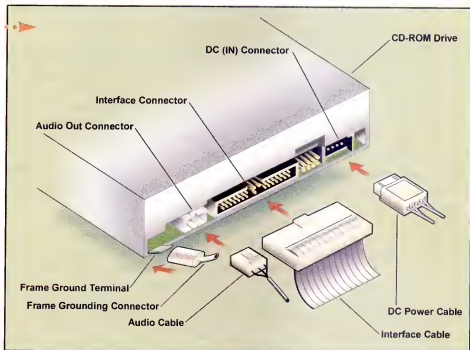 CD-ROM Drive
DC (IN) Connector
Interface Connector
Audio Out Connector
Frame Ground Terminal
Frame Grounding Connector
Audio Cable
DC Power Cable
Interface Cable